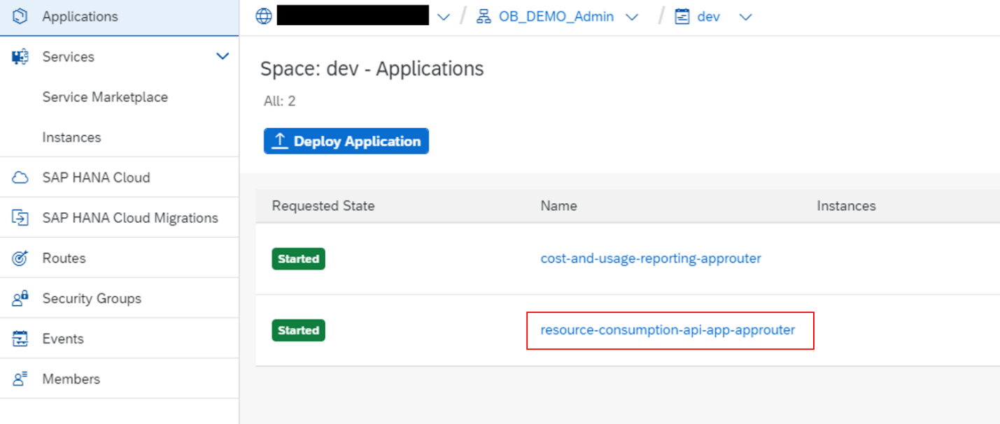 Applications
Services
Service Marketplace
Instances
SAP HANA Cloud
SAP HANA Cloud Migrations
Routes
Security Groups
Events
Members
/ OB_DEMO_Admin / dev
Space: dev - Applications
All: 2
Deploy Application
Requested State Name Instances
Started cost-and-usage-reporting-approuter
Started resource-consumption-api-app-approuter